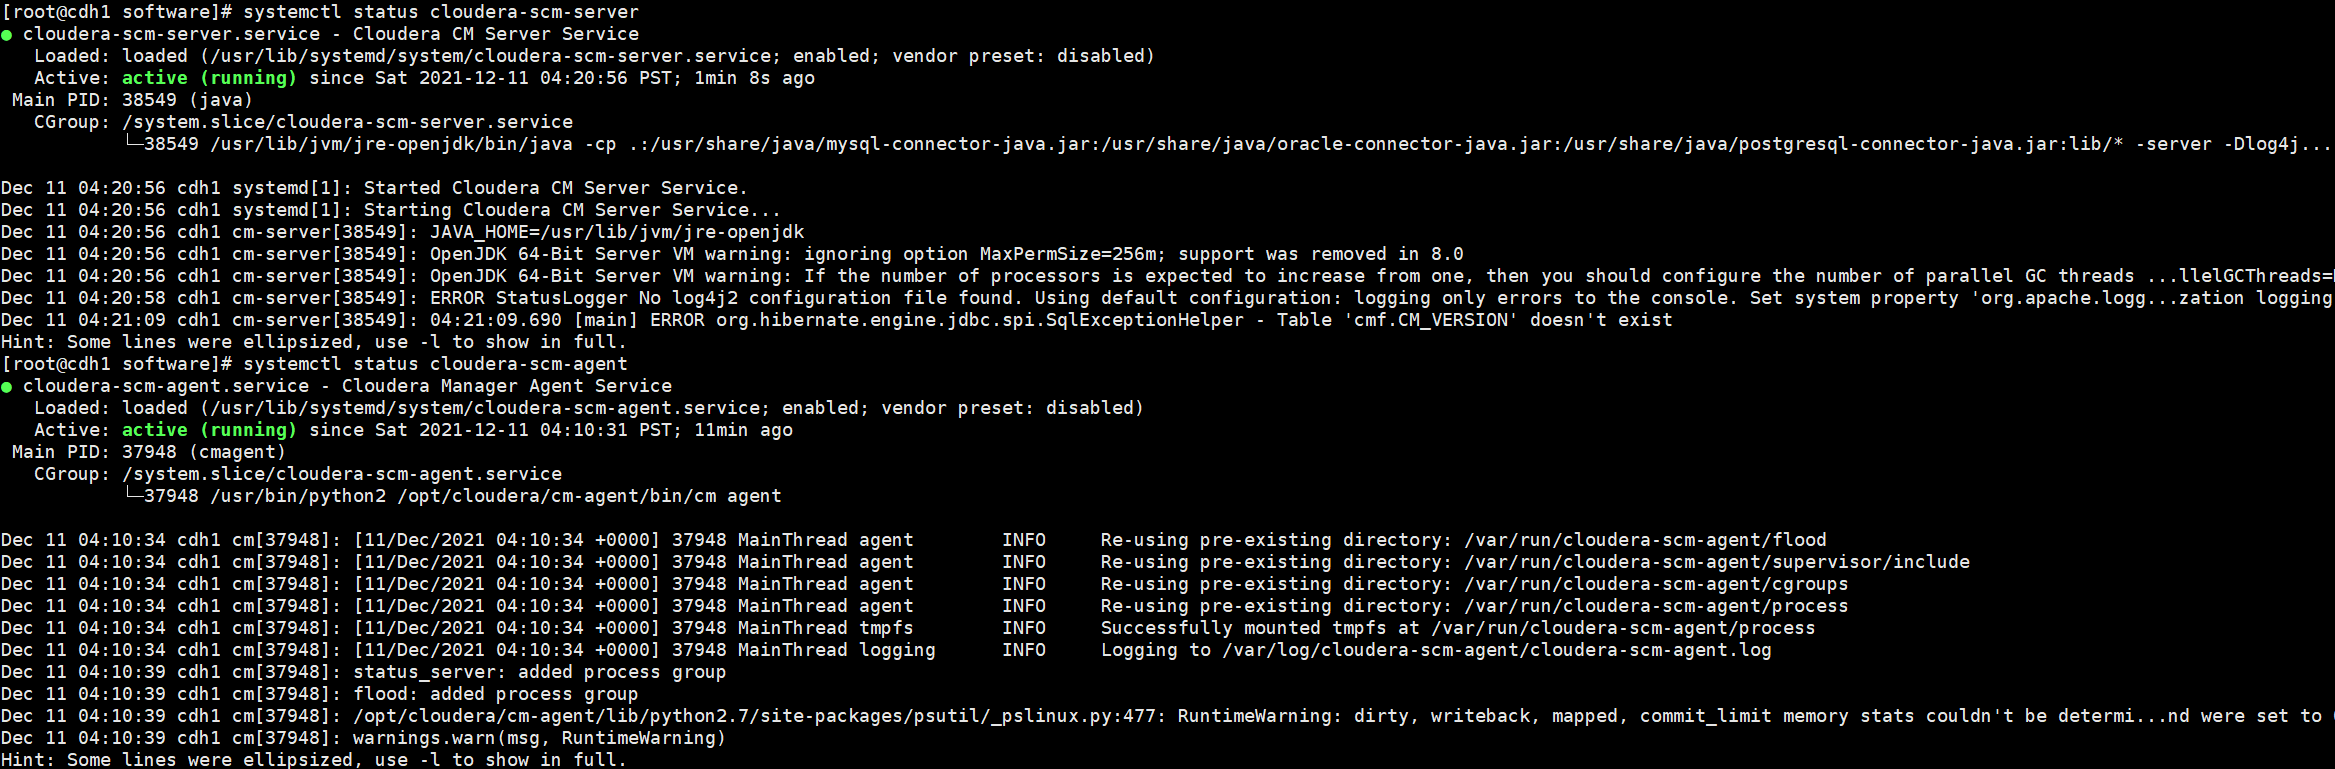 [root@cdh1 software]# systemctl status cloudera-scm-server
● cloudera-scm-server.service - Cloudera CM Server Service
   Loaded: loaded (/usr/lib/systemd/system/cloudera-scm-server.service; enabled; vendor preset: disabled)
   Active: active (running) since Sat 2021-12-11 04:20:56 PST; 1min 8s ago
 Main PID: 38549 (java)
   CGroup: /system.slice/cloudera-scm-server.service
           └─38549 /usr/lib/jvm/jre-openjdk/bin/java -cp .:/usr/share/java/mysql-connector-java.jar:/usr/share/java/oracle-connector-java.jar:/usr/share/java/postgresql-connector-java.jar:lib/* -server -Dlog4j...
Dec 11 04:20:56 cdh1 systemd[1]: Started Cloudera CM Server Service.
Dec 11 04:20:56 cdh1 systemd[1]: Starting Cloudera CM Server Service...
Dec 11 04:20:56 cdh1 cm-server[38549]: JAVA_HOME=/usr/lib/jvm/jre-openjdk
Dec 11 04:20:56 cdh1 cm-server[38549]: OpenJDK 64-Bit Server VM warning: ignoring option MaxPermSize=256m; support was removed in 8.0
Dec 11 04:20:56 cdh1 cm-server[38549]: OpenJDK 64-Bit Server VM warning: If the number of processors is expected to increase from one, then you should configure the number of parallel GC threads ...llelGCThreads=
Dec 11 04:20:58 cdh1 cm-server[38549]: ERROR StatusLogger No log4j2 configuration file found. Using default configuration: logging only errors to the console. Set system property 'org.apache.logg...zation logging
Dec 11 04:21:09 cdh1 cm-server[38549]: 04:21:09.690 [main] ERROR org.hibernate.engine.jdbc.spi.SqlExceptionHelper - Table 'cmf.CM_VERSION' doesn't exist
Hint: Some lines were ellipsized, use -l to show in full.
[root@cdh1 software]# systemctl status cloudera-scm-agent
● cloudera-scm-agent.service - Cloudera Manager Agent Service
   Loaded: loaded (/usr/lib/systemd/system/cloudera-scm-agent.service; enabled; vendor preset: disabled)
   Active: active (running) since Sat 2021-12-11 04:10:31 PST; 11min ago
 Main PID: 37948 (cmagent)
   CGroup: /system.slice/cloudera-scm-agent.service
           └─37948 /usr/bin/python2 /opt/cloudera/cm-agent/bin/cm agent
Dec 11 04:10:34 cdh1 cm[37948]: [11/Dec/2021 04:10:34 +0000] 37948 MainThread agent        INFO     Re-using pre-existing directory: /var/run/cloudera-scm-agent/flood
Dec 11 04:10:34 cdh1 cm[37948]: [11/Dec/2021 04:10:34 +0000] 37948 MainThread agent        INFO     Re-using pre-existing directory: /var/run/cloudera-scm-agent/supervisor/include
Dec 11 04:10:34 cdh1 cm[37948]: [11/Dec/2021 04:10:34 +0000] 37948 MainThread agent        INFO     Re-using pre-existing directory: /var/run/cloudera-scm-agent/cgroups
Dec 11 04:10:34 cdh1 cm[37948]: [11/Dec/2021 04:10:34 +0000] 37948 MainThread agent        INFO     Re-using pre-existing directory: /var/run/cloudera-scm-agent/process
Dec 11 04:10:34 cdh1 cm[37948]: [11/Dec/2021 04:10:34 +0000] 37948 MainThread tmpfs        INFO     Successfully mounted tmpfs at /var/run/cloudera-scm-agent/process
Dec 11 04:10:34 cdh1 cm[37948]: [11/Dec/2021 04:10:34 +0000] 37948 MainThread logging      INFO     Logging to /var/log/cloudera-scm-agent/cloudera-scm-agent.log
Dec 11 04:10:39 cdh1 cm[37948]: status_server: added process group
Dec 11 04:10:39 cdh1 cm[37948]: flood: added process group
Dec 11 04:10:39 cdh1 cm[37948]: /opt/cloudera/cm-agent/lib/python2.7/site-packages/psutil/_pslinux.py:477: RuntimeWarning: dirty, writeback, mapped, commit_limit memory stats couldn't be determi...nd were set to
Dec 11 04:10:39 cdh1 cm[37948]: warnings.warn(msg, RuntimeWarning)
Hint: Some lines were ellipsized, use -l to show in full.